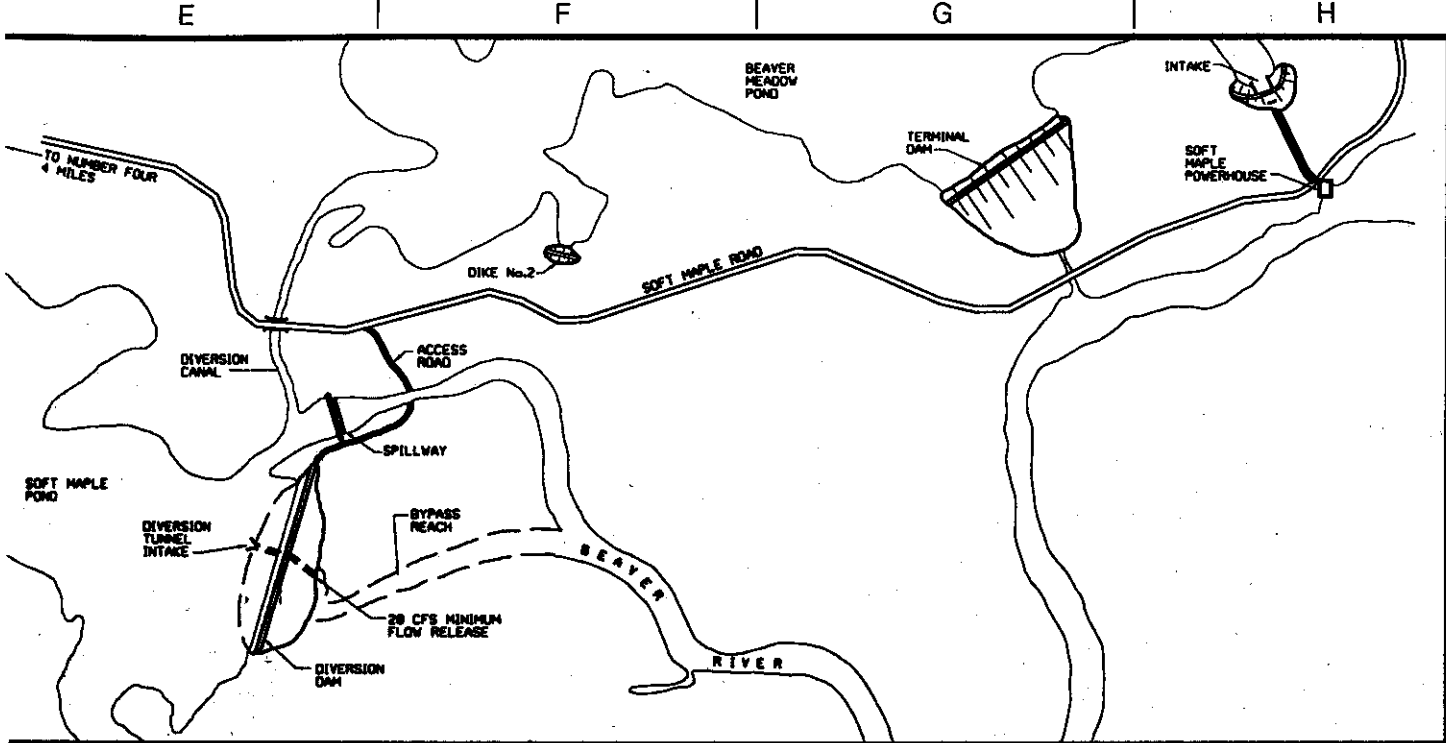 E
F
G
H
BEAVER
MEADOW
POND
INTAKE
TERMINAL
DAM
SOFT
MAPLE
POWERHOUSE
TO NUMBER FOUR
4 MILES
DIKE No.2
SOFT MAPLE ROAD
DIVERSION
CANAL
ACCESS
ROAD
SPILLWAY
SOFT MAPLE
POND
DIVERSION
TUNNEL
INTAKE
BYPASS
REACH
BEAVER
RIVER
20 CFS MINIMUM
FLOW RELEASE
DIVERSION
DAM